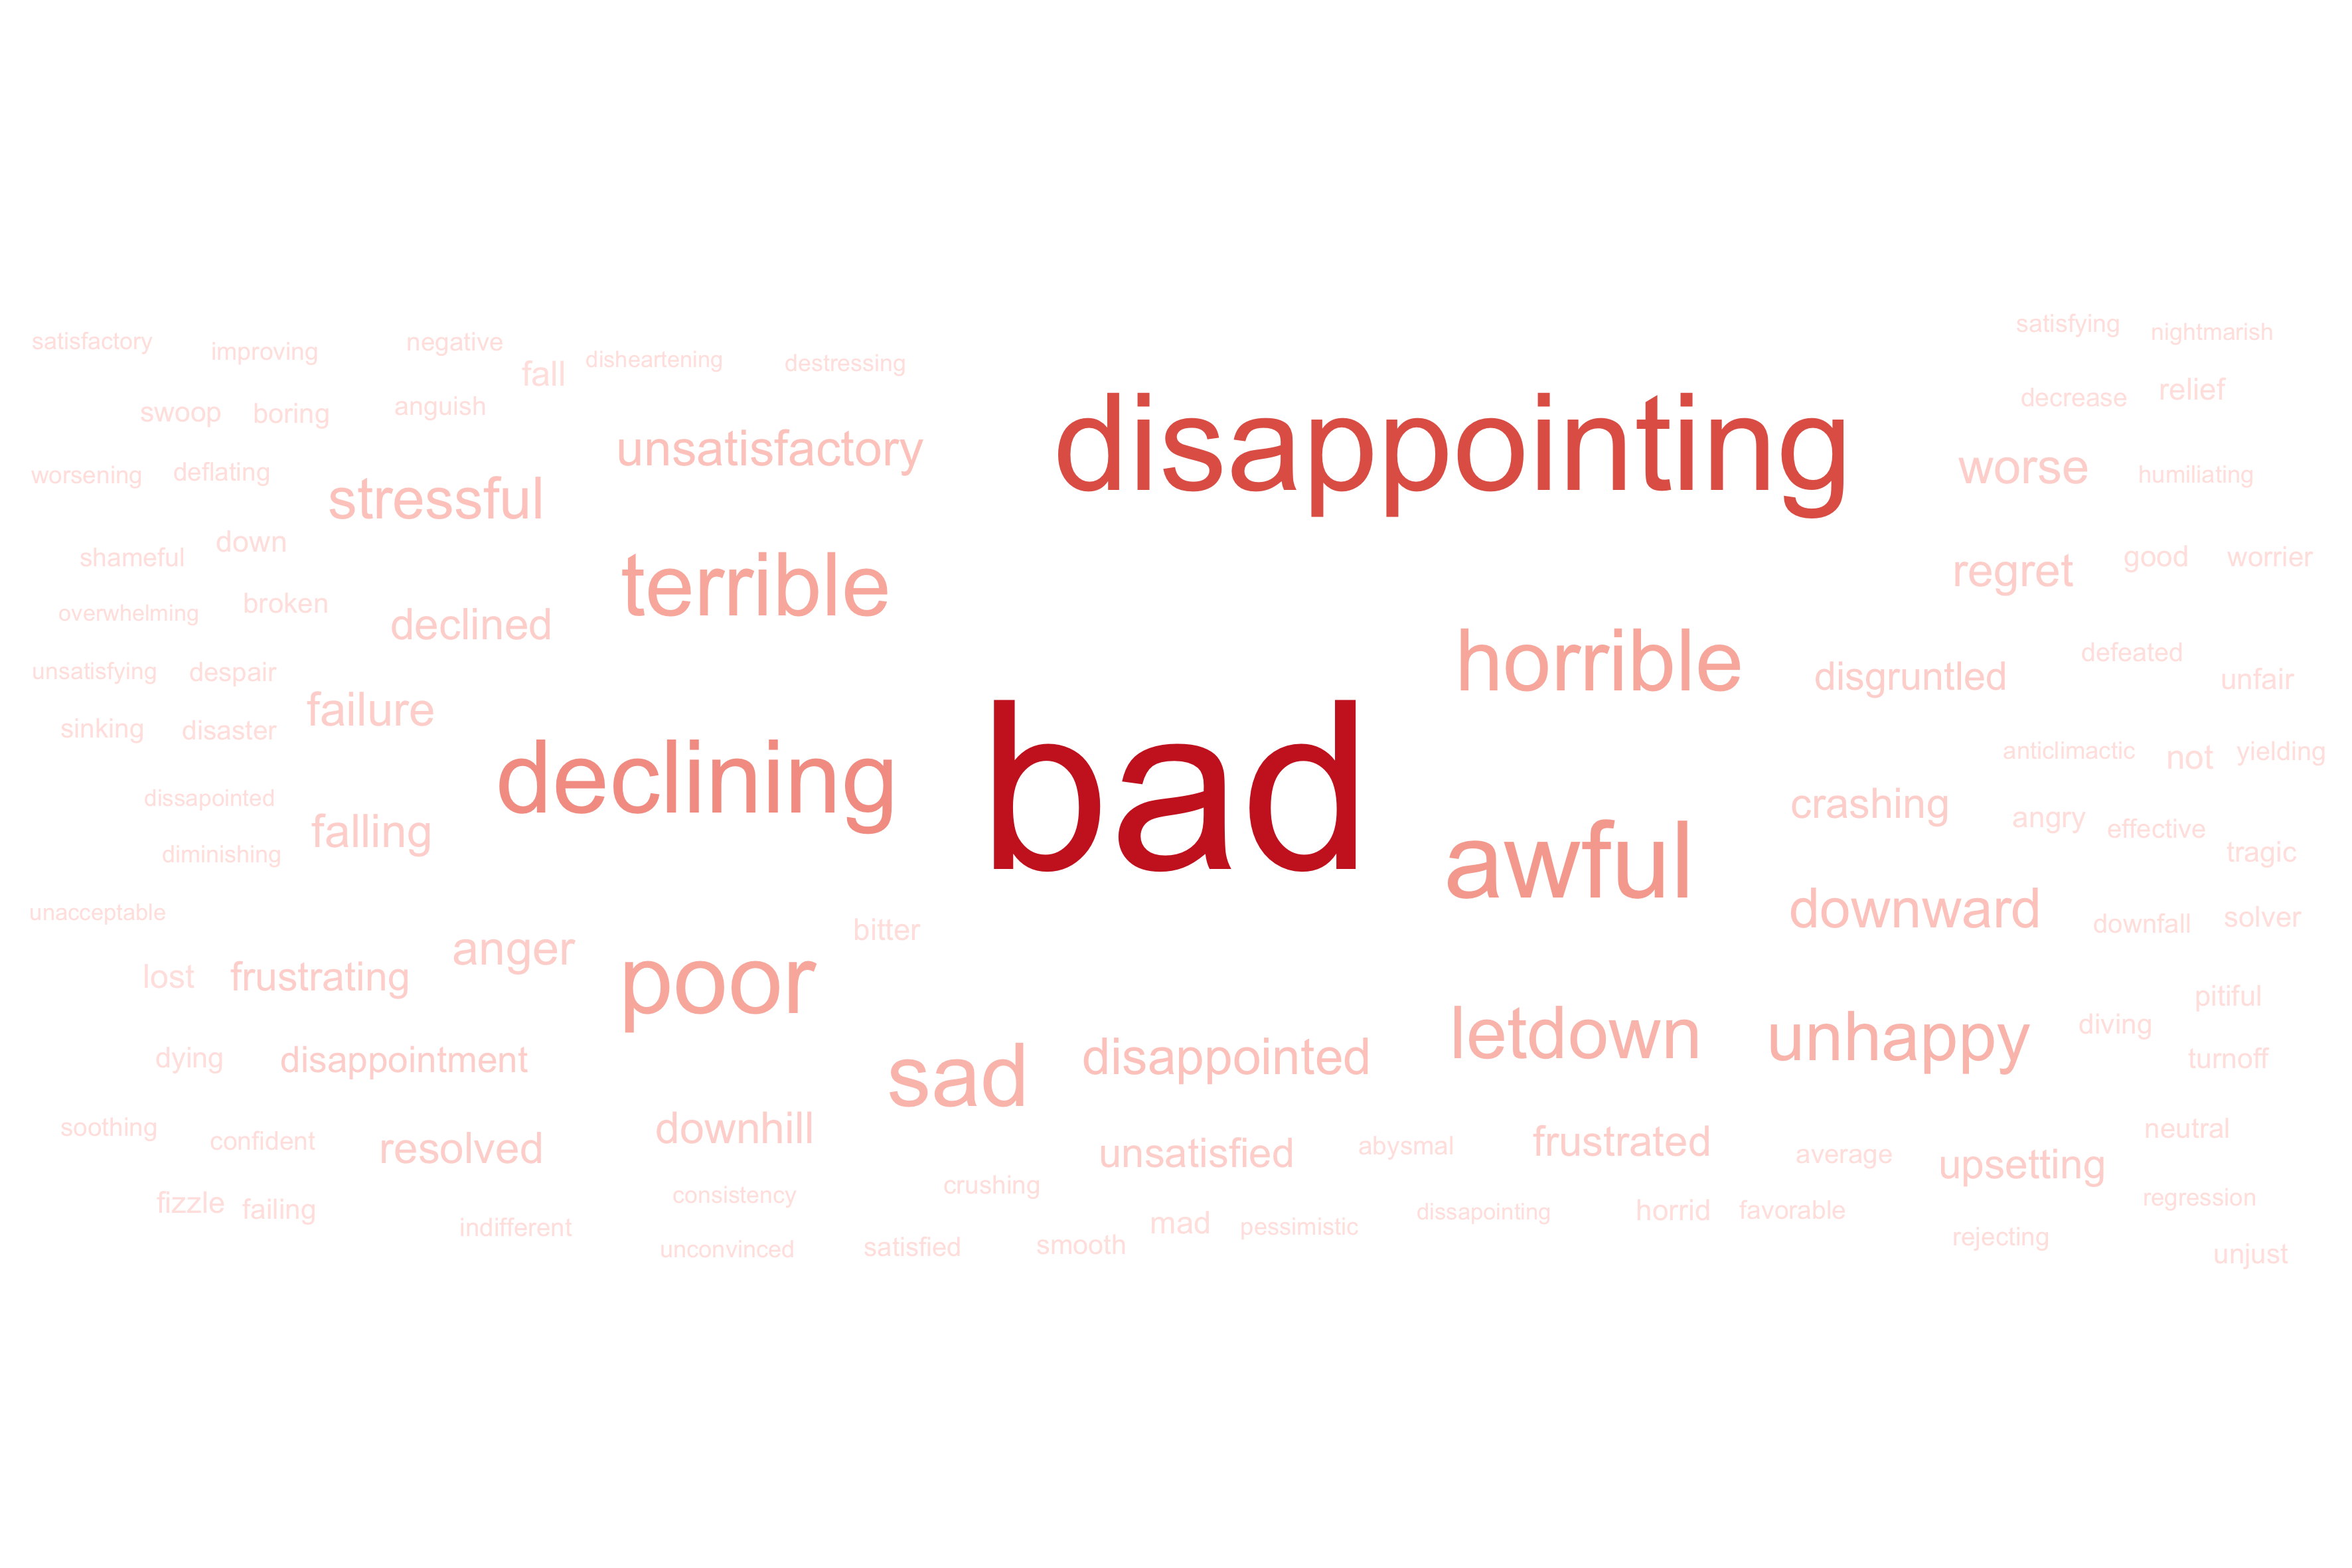 satisfactory
improving
negative
fall
disheartening
destressing
satisfying
nightmarish
swoop
boring
anguish
disappointing
decrease
relief
worsening
deflating
stressful
unsatisfactory
worse
humiliating
shameful
down
terrible
regret
good
worrier
overwhelming
broken
declined
horrible
disgruntled
defeated
unfair
unsatisfying
despair
failure
sinking
disaster
declining
bad
anticlimactic
not
yielding
dissapointed
falling
diminishing
awful
crashing
angry
effective
tragic
unacceptable
downward
downfall
solver
lost
frustrating
anger
poor
bitter
letdown
unhappy
pitiful
diving
turnoff
dying
disappointment
sad
disappointed
soothing
confident
resolved
downhill
unsatisfied
abysmal
frustrated
average
upsetting
neutral
fizzle
failing
indifferent
consistency
crushing
unconvinced
satisfied
smooth
mad
pessimistic
dissapointing
horrid
favorable
rejecting
regression
unjust